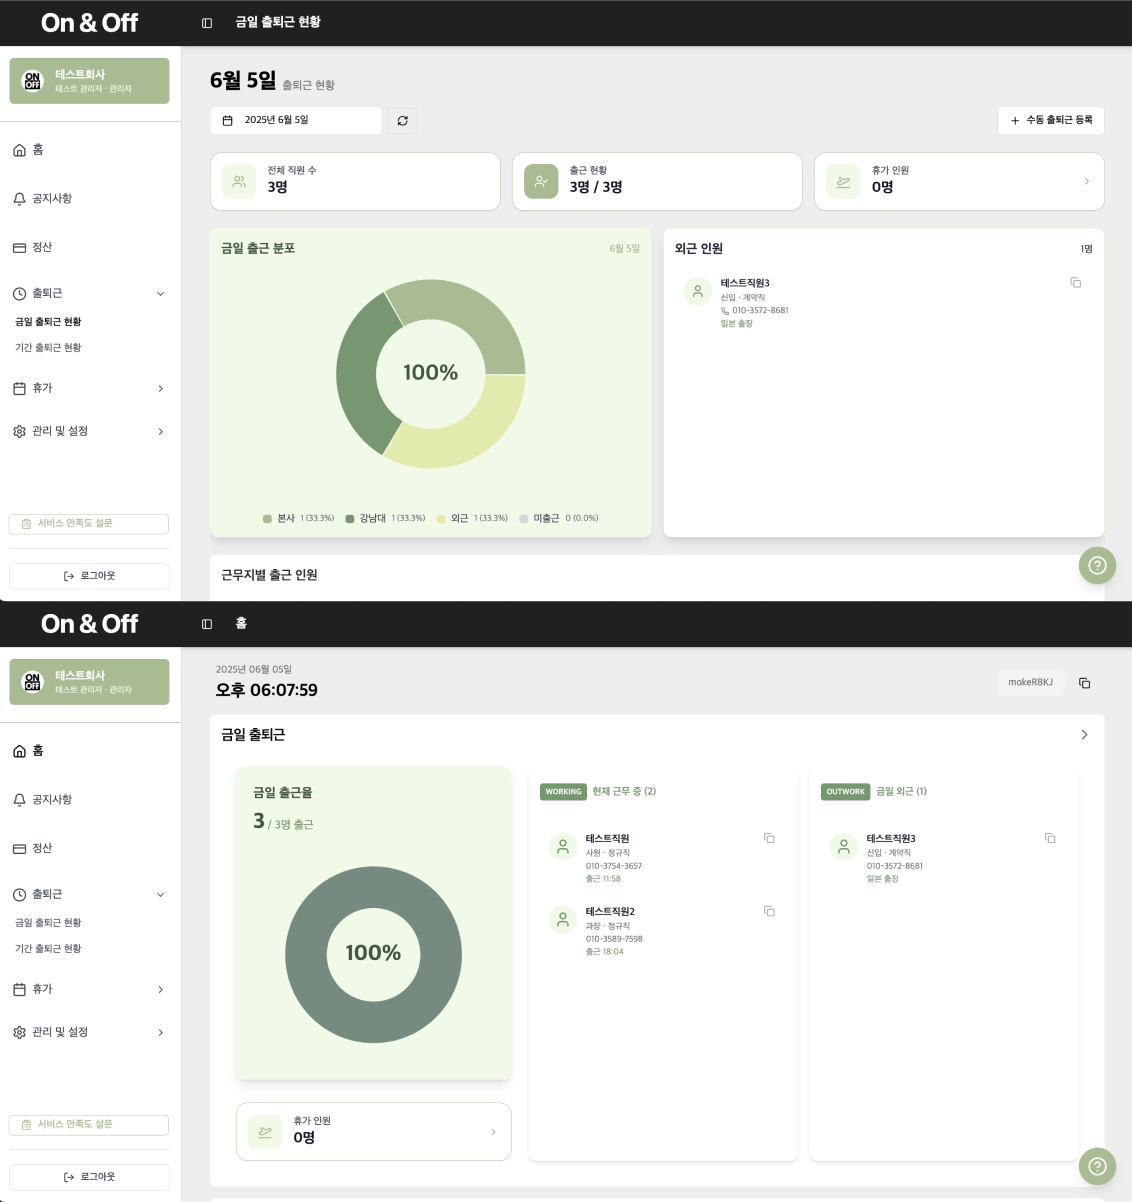 On & Off
금일 출퇴근 현황
ON
OFF
테스트회사
테스트 관리자 · 관리자
홈
공지사항
정산
출퇴근
금일 출퇴근 현황
기간 출퇴근 현황
휴가
관리 및 설정
서비스 만족도 설문
로그아웃
6월 5일 출퇴근 현황
2025년 6월 5일
+ 수동 출퇴근 등록
전체 직원 수
3명
출근 현황
3명 / 3명
휴가 인원
0명
금일 출근 분포
6월 5일
100%
본사 1 (33.3%) 강남대 1 (33.3%) 외근 1 (33.3%) 미출근 0 (0.0%)
외근 인원
1명
테스트직원3
신입 · 계약직
010-3572-8681
일본 출장
근무지별 출근 인원
?
On & Off
홈
ON
OFF
테스트회사
테스트 관리자 · 관리자
홈
공지사항
정산
출퇴근
금일 출퇴근 현황
기간 출퇴근 현황
휴가
관리 및 설정
서비스 만족도 설문
로그아웃
2025년 06월 05일
오후 06:07:59
mokeR8KJ
금일 출퇴근
금일 출근율
3 / 3명 출근
100%
휴가 인원
0명
WORKING 현재 근무 중 (2)
테스트직원
사원 · 정규직
010-3754-3657
출근 11:58
테스트직원2
과장 · 정규직
010-3589-7598
출근 18:04
OUTWORK 금일 외근 (1)
테스트직원3
신입 · 계약직
010-3572-8681
일본 출장
?